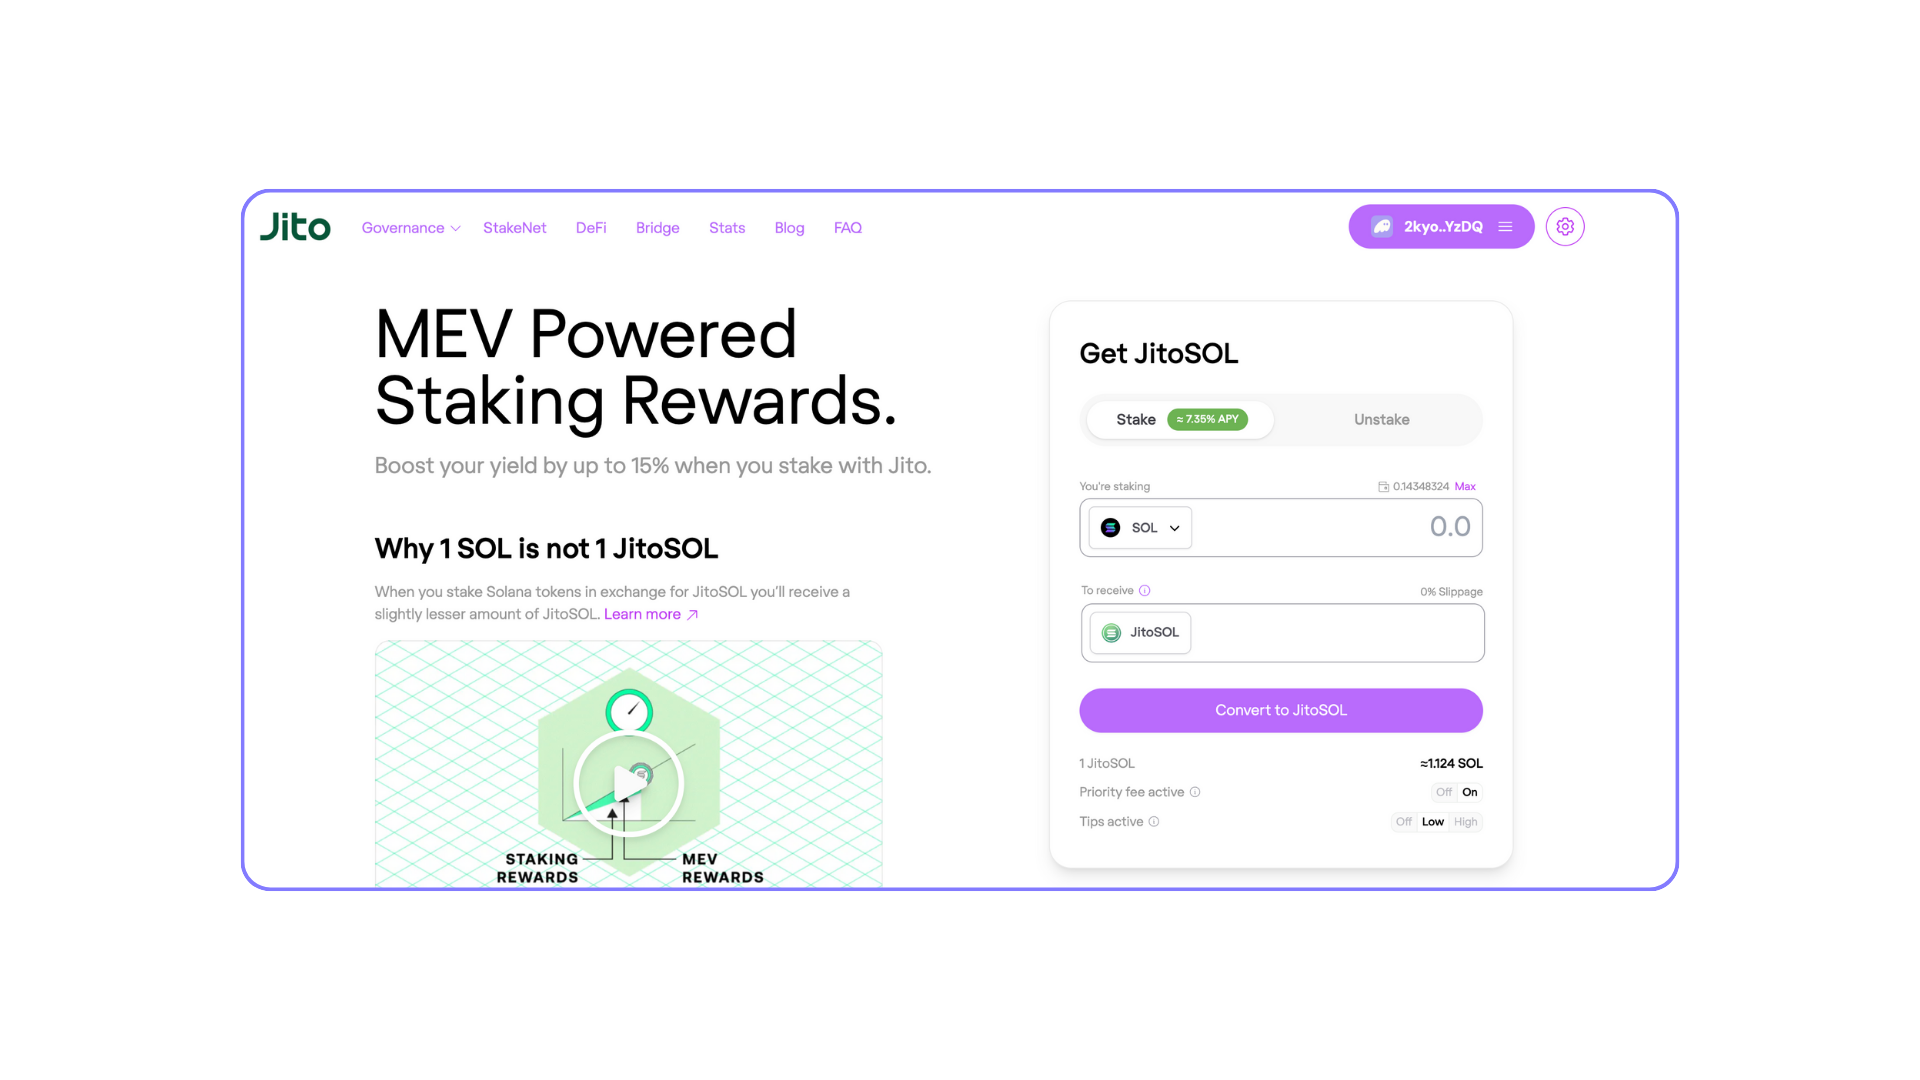 Jito
Governance
StakeNet
DeFi
Bridge
Stats
Blog
FAQ
2kyo..YzDQ
MEV Powered
Staking Rewards.
Boost your yield by up to 15% when you stake with Jito.
Why 1 SOL is not 1 JitoSOL
When you stake Solana tokens in exchange for JitoSOL you'll receive a
slightly lesser amount of JitoSOL. Learn more
STAKING
REWARDS
MEV
REWARDS
Get JitoSOL
Stake ≈ 7.35% APY
Unstake
You're staking
0.14348324 Max
SOL
0.0
To receive
0% Slippage
JitoSOL
Convert to JitoSOL
1 JitoSOL
≈1.124 SOL
Priority fee active
Off On
Tips active
Off Low High